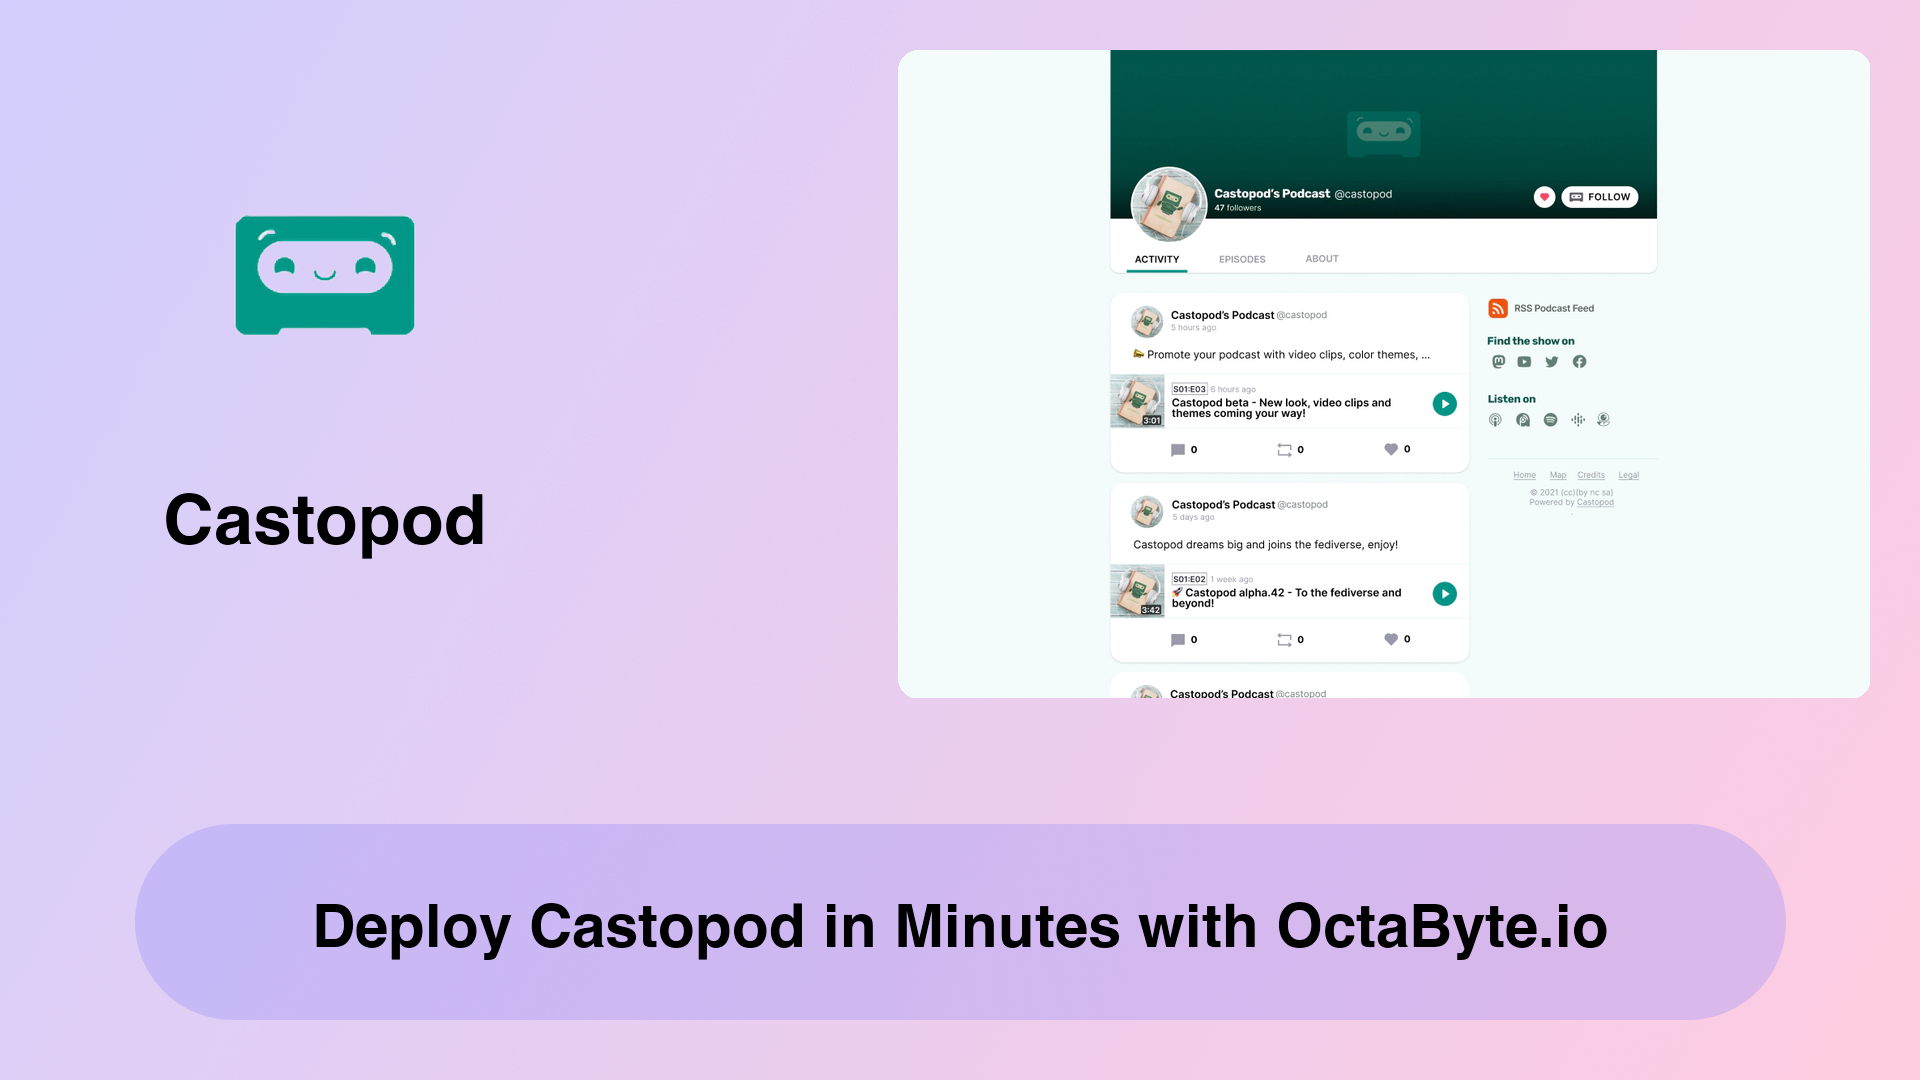 Castopod
Castopod's Podcast @castopod
47 followers
FOLLOW
ACTIVITY EPISODES ABOUT
Castopod's Podcast @castopod
5 hours ago
Promote your podcast with video clips, color themes, ...
S01:E03 6 hours ago
Castopod beta - New look, video clips and
themes coming your way!
3:01
0 0 0
Castopod's Podcast @castopod
5 days ago
Castopod dreams big and joins the fediverse, enjoy!
S01:E02 1 week ago
🚀 Castopod alpha.42 - To the fediverse and
beyond!
3:42
0 0 0
Castopod's Podcast @castopod
RSS Podcast Feed
Find the show on
Listen on
Home Map Credits Legal
© 2021 (cc)(by nc sa)
Powered by Castopod
Deploy Castopod in Minutes with OctaByte.io